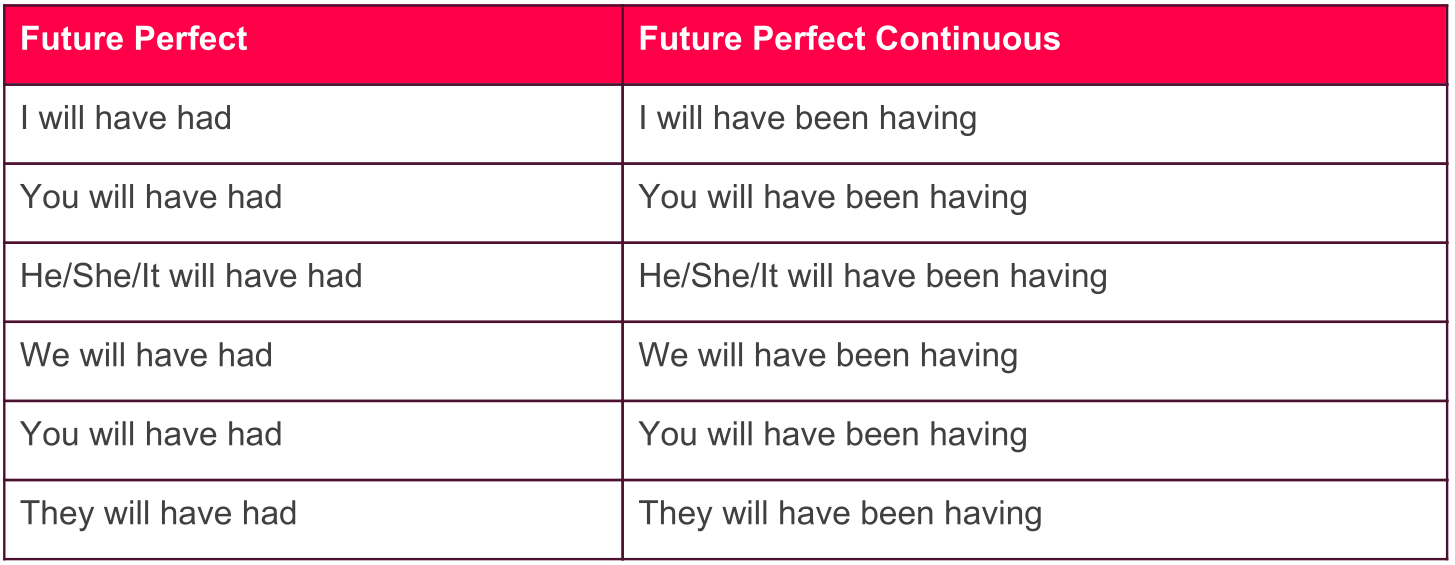 Future Perfect Future Perfect Continuous
I will have had I will have been having
You will have had You will have been having
He/She/It will have had He/She/It will have been having
We will have had We will have been having
You will have had You will have been having
They will have had They will have been having